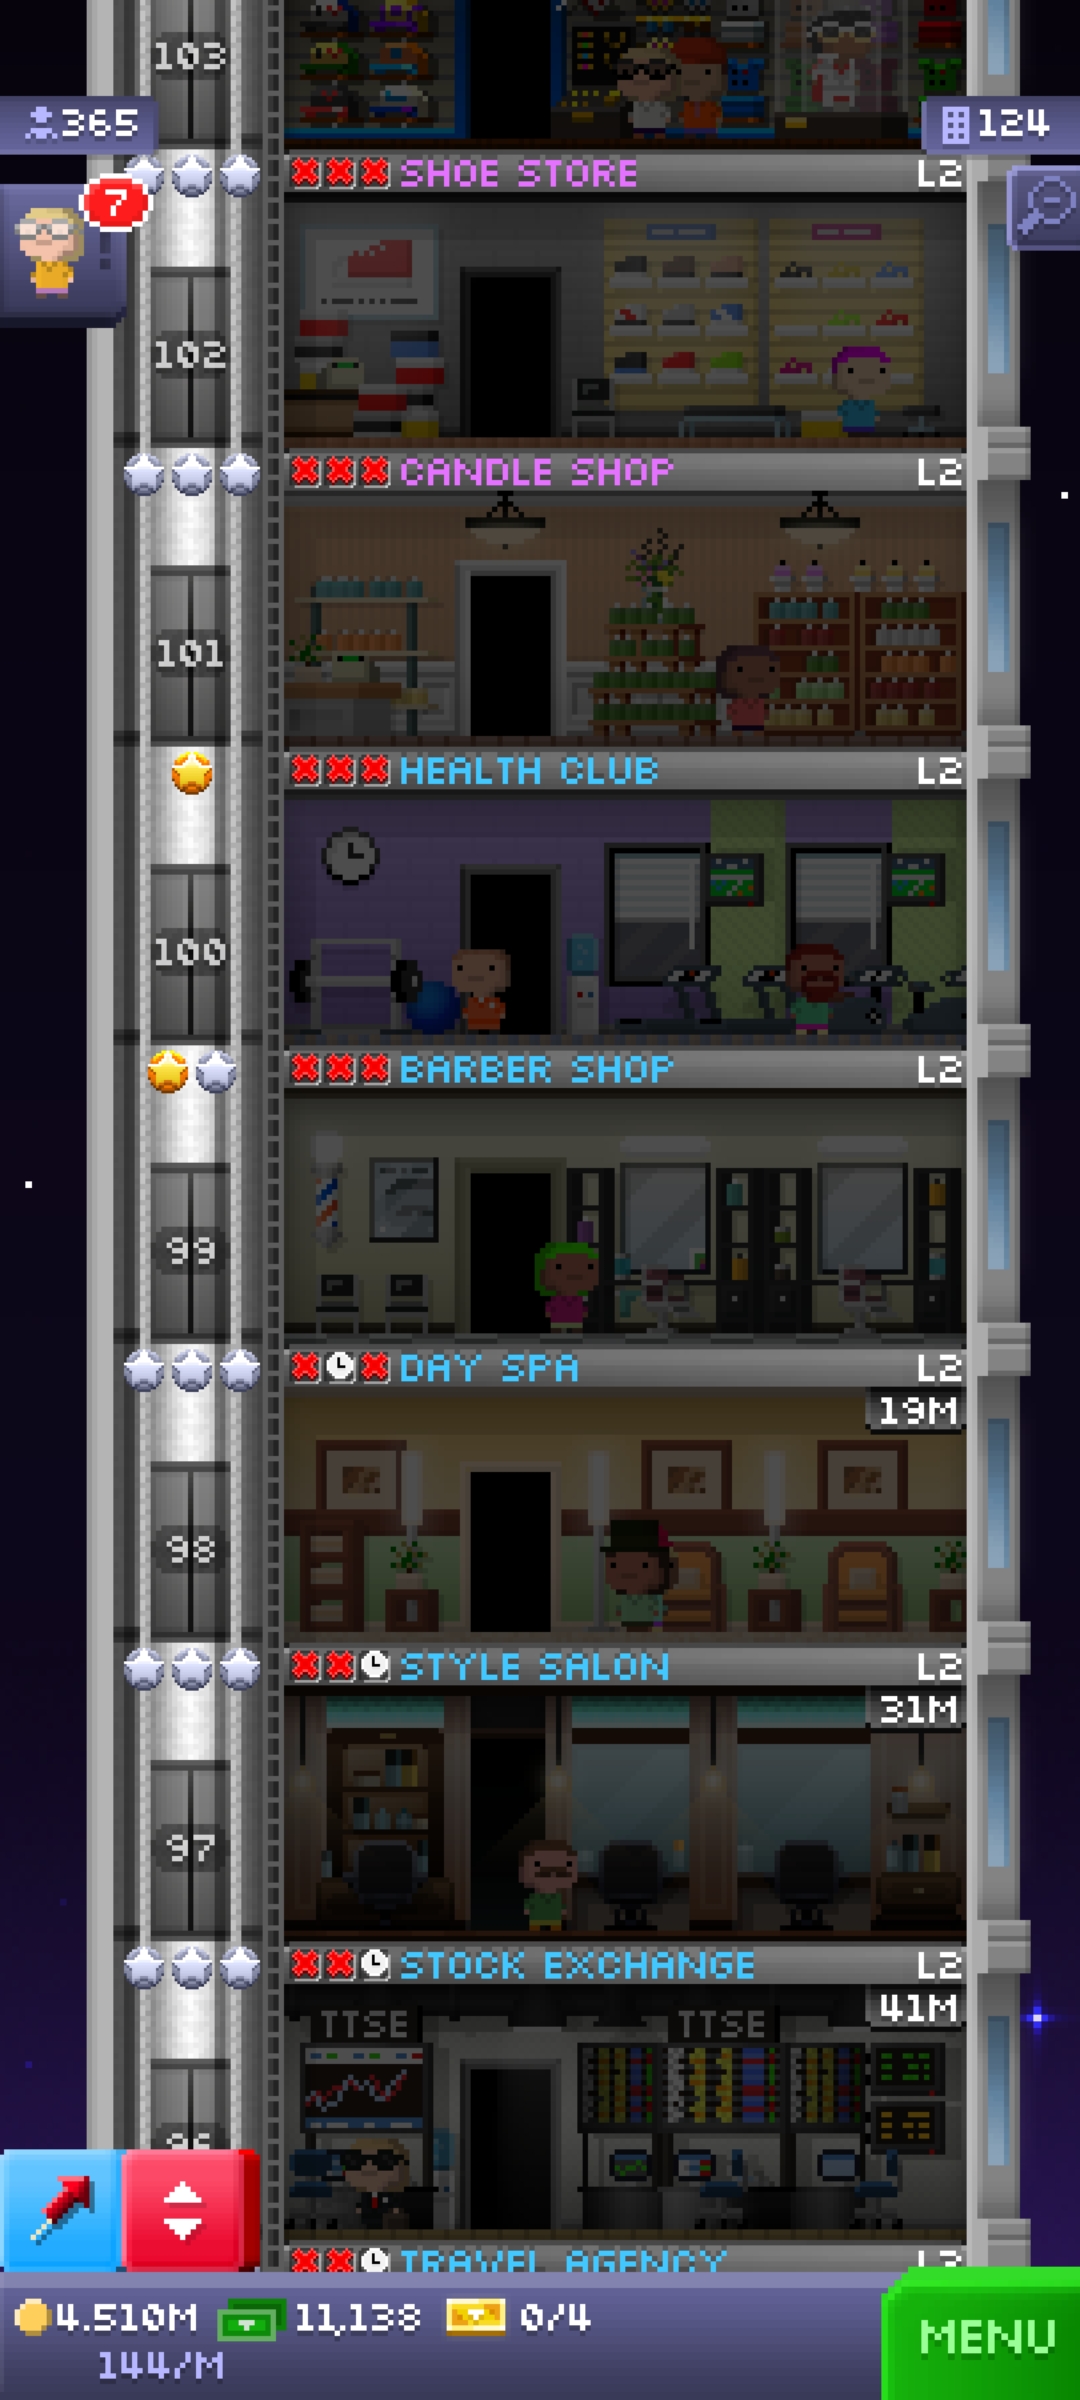 103
365
124
SHOE STORE L2
7
102
CANDLE SHOP L2
101
HEALTH CLUB L2
100
BARBER SHOP L2
99
DAY SPA L2
19M
98
STYLE SALON L2
31M
97
STOCK EXCHANGE L2
41M
TTSE TTSE
96
TRAVEL AGENCY L3
4.510M 11,138 0/4
144/M
MENU